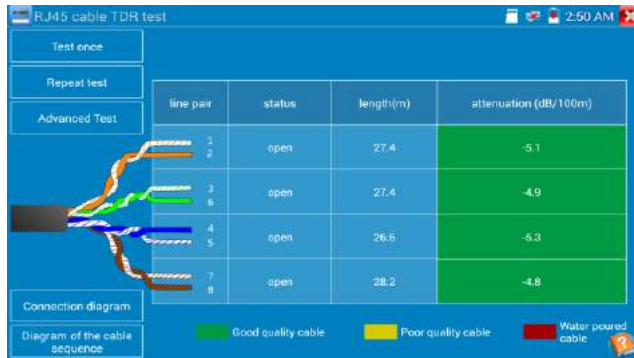 RJ45 cable TDR test
2:50 AM
Test once
Repeat test
Advanced Test
line pair status length(m) attenuation (dB/100m)
1
2
open 27.4 -5.1
3
6
open 27.4 -4.9
4
5
open 26.6 -5.3
7
8
open 28.2 -4.8
Connection diagram
Diagram of the cable
sequence
Good quality cable
Poor quality cable
Water poured
cable